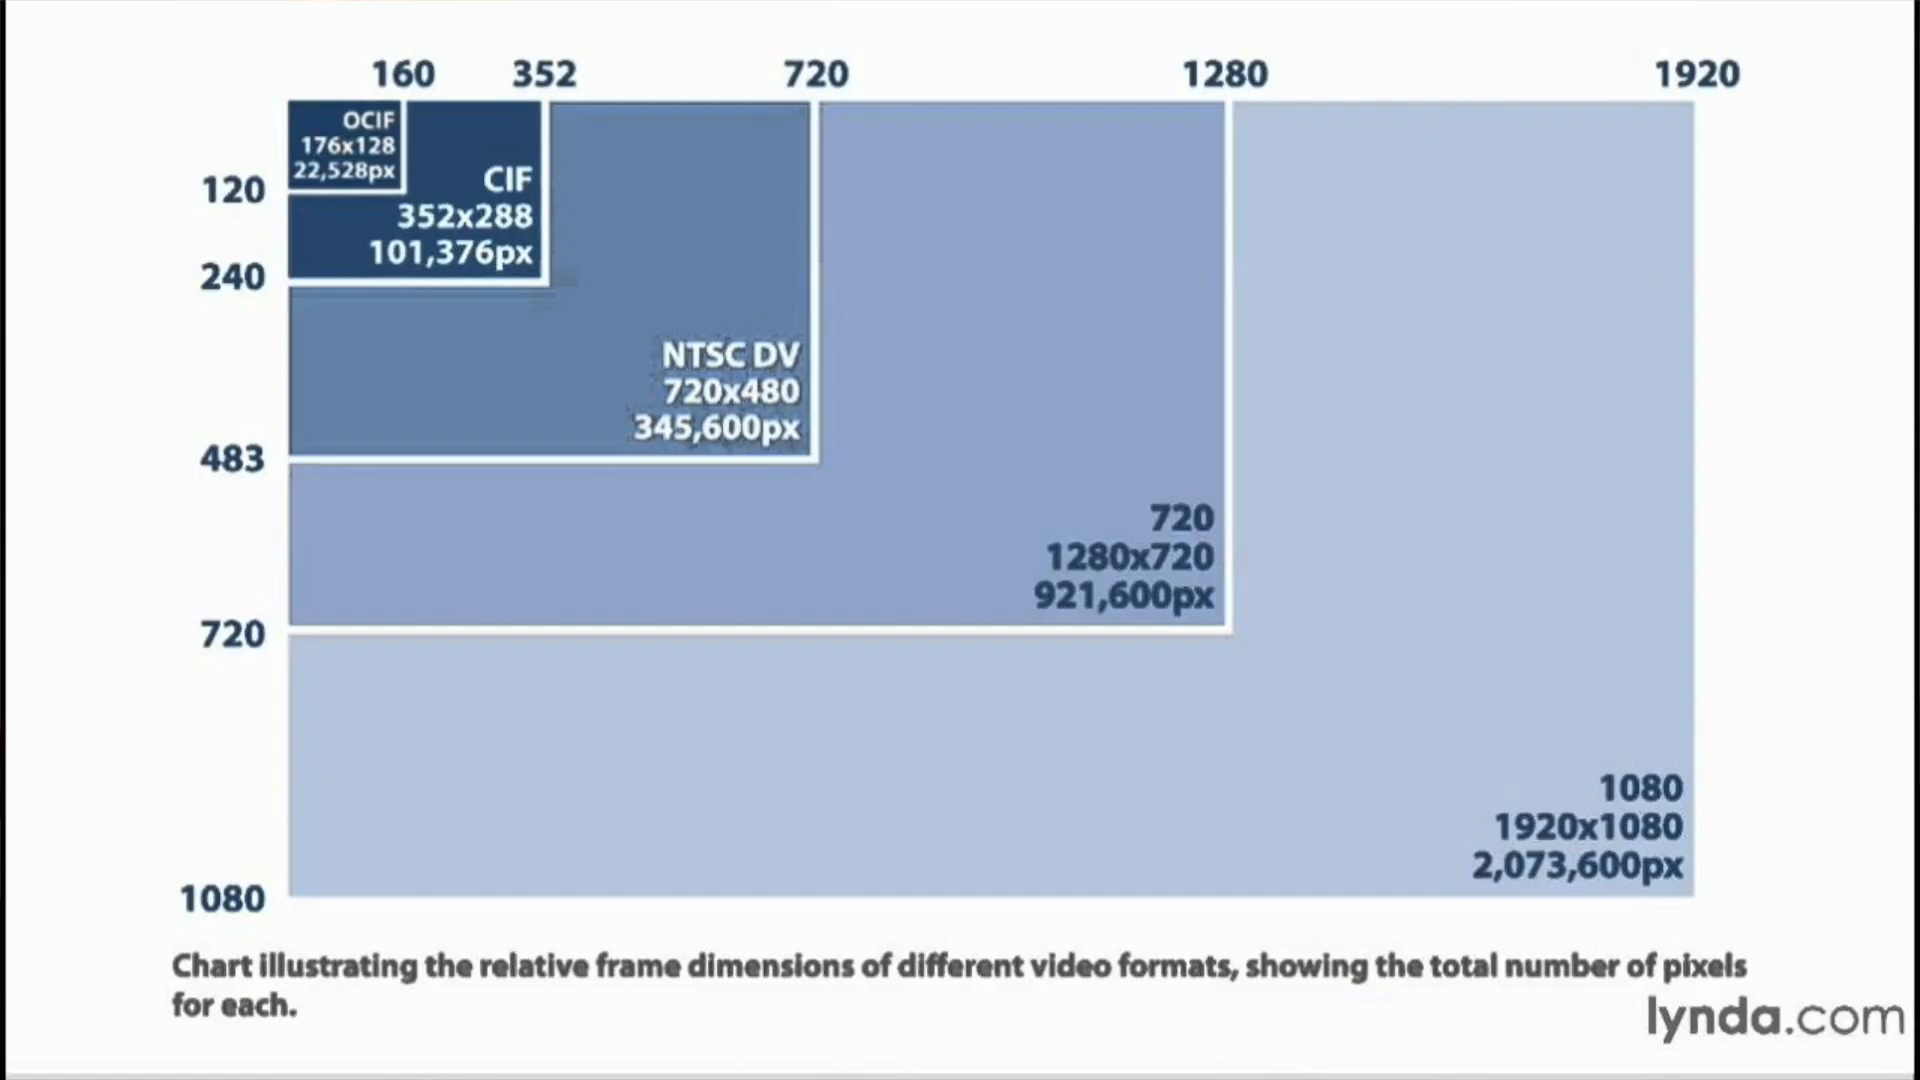 160 352 720 1280 1920
OCIF
176x128
22,528px
120
CIF
352x288
101,376px
240
NTSC DV
720x480
345,600px
483
720
1280x720
921,600px
720
1080
1920x1080
2,073,600px
1080
Chart illustrating the relative frame dimensions of different video formats, showing the total number of pixels
for each.
lynda.com